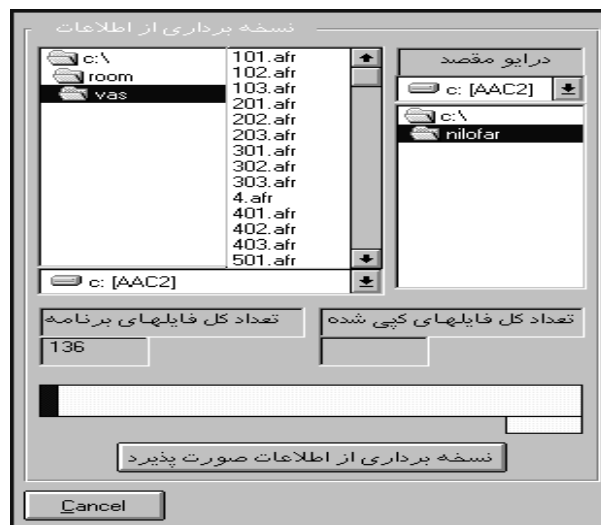 نسخه برداری از اطلاعات
درایو مقصد
c: [AAC2]
c:\
nilofar
c:\
room
vas
101.afr
102.afr
103.afr
201.afr
202.afr
203.afr
301.afr
302.afr
303.afr
4.afr
401.afr
402.afr
403.afr
501.afr
c: [AAC2]
تعداد کل فایلهای کپی شده
تعداد کل فایلهای برنامه
136
نسخه برداری از اطلاعات صورت پذیرد
Cancel